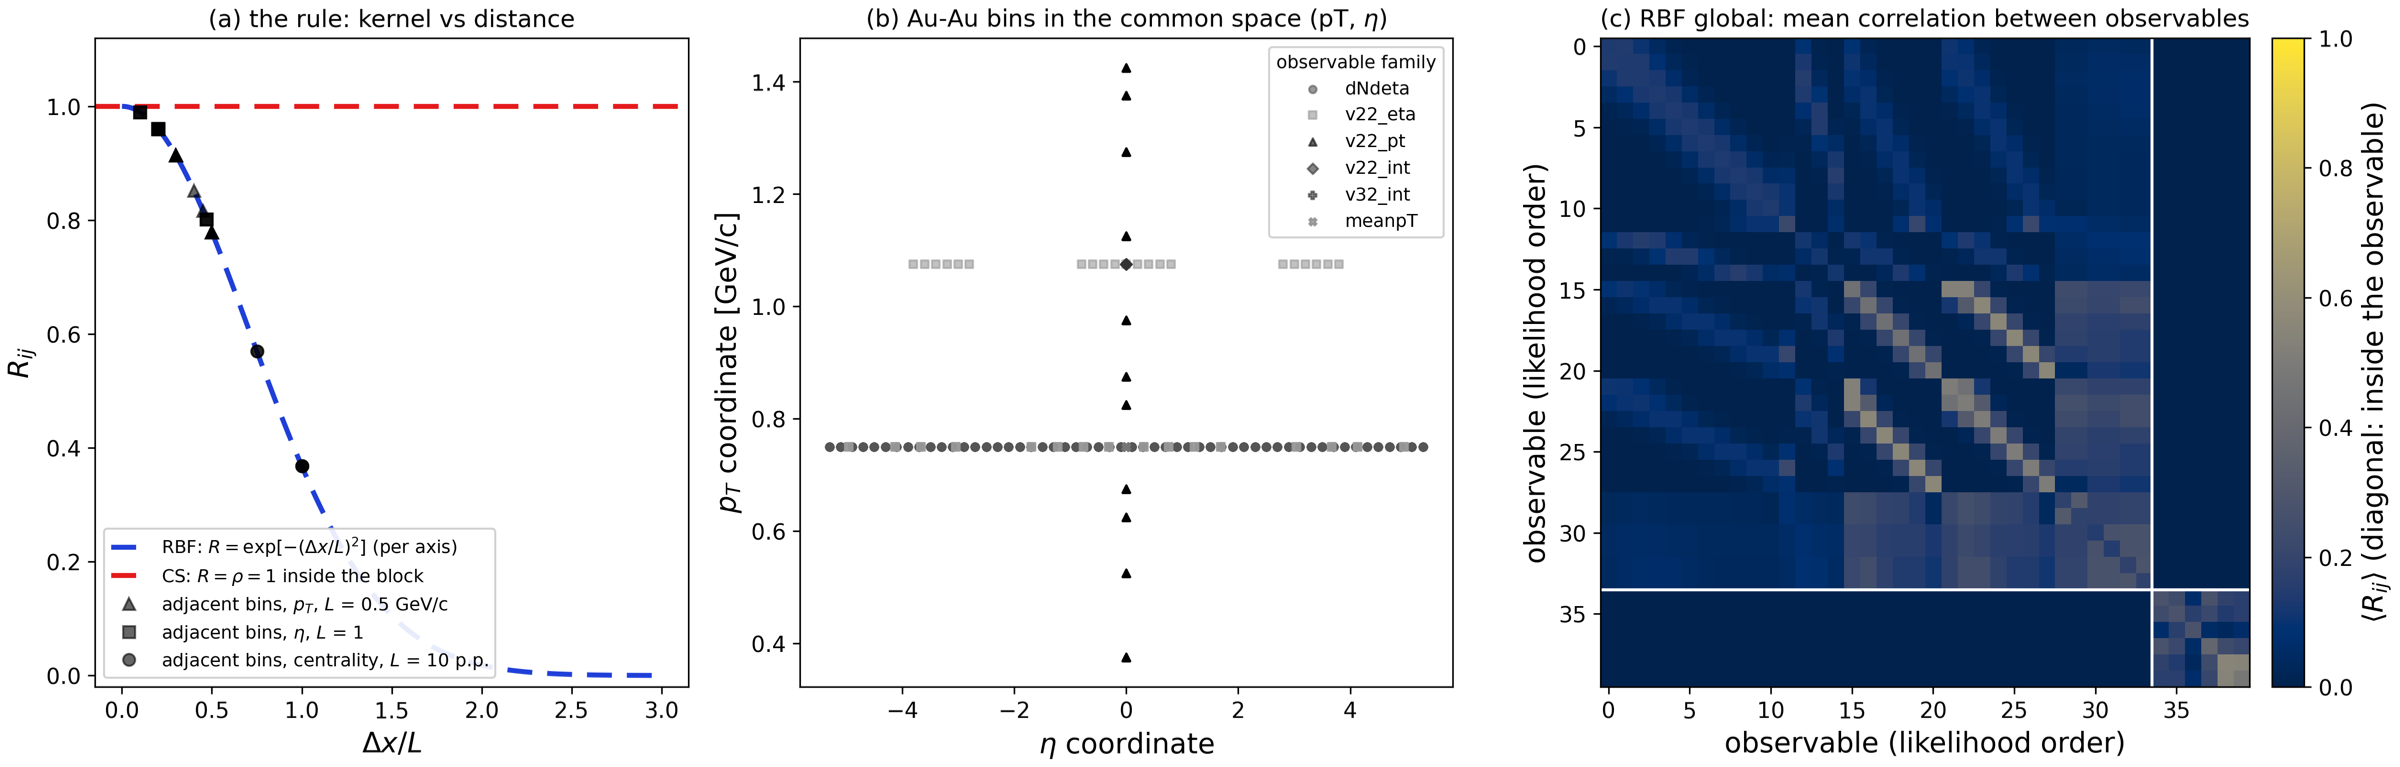 (a) the rule: kernel vs distance
R_{ij}
1.0
0.8
0.6
0.4
0.2
0.0
RBF: R = exp[−(Δx/L)²] (per axis)
CS: R = ρ = 1 inside the block
adjacent bins, p_T, L = 0.5 GeV/c
adjacent bins, η, L = 1
adjacent bins, centrality, L = 10 p.p.
0.0 0.5 1.0 1.5 2.0 2.5 3.0
Δx/L
(b) Au-Au bins in the common space (pT, η)
p_T coordinate [GeV/c]
1.4
1.2
1.0
0.8
0.6
0.4
observable family
dNdeta
v22_eta
v22_pt
v22_int
v32_int
meanpT
−4 −2 0 2 4
η coordinate
(c) RBF global: mean correlation between observables
observable (likelihood order)
0
5
10
15
20
25
30
35
0 5 10 15 20 25 30 35
observable (likelihood order)
1.0
0.8
0.6
0.4
0.2
0.0
⟨R_{ij}⟩ (diagonal: inside the observable)